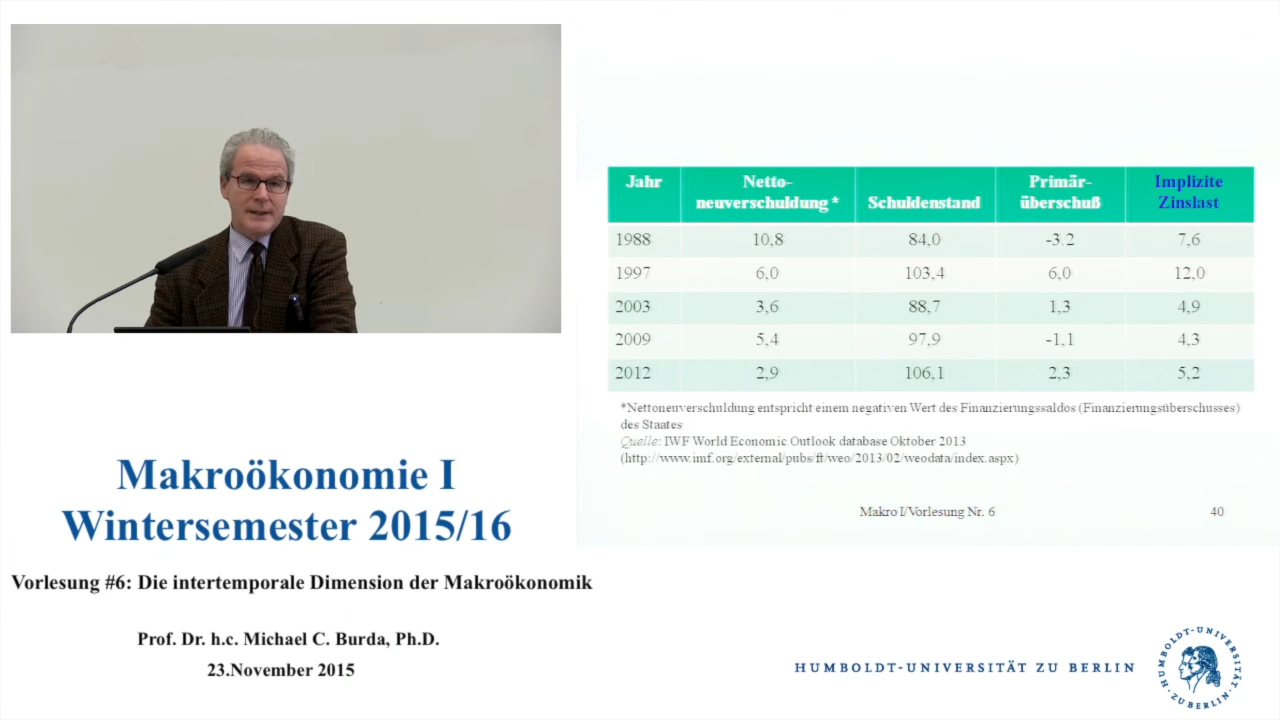 Jahr Netto-neuverschuldung * Schuldenstand Primär-überschuß Implizite Zinslast
1988 10,8 84,0 -3.2 7,6
1997 6,0 103,4 6,0 12,0
2003 3,6 88,7 1,3 4,9
2009 5,4 97,9 -1,1 4,3
2012 2,9 106,1 2,3 5,2
*Nettoneuverschuldung entspricht einem negativen Wert des Finanzierungssaldos (Finanzierungsüberschusses)
des Staates
Quelle: IWF World Economic Outlook database Oktober 2013
(http://www.imf.org/external/pubs/ft/weo/2013/02/weodata/index.aspx)
Makro I/Vorlesung Nr. 6 40
Makroökonomie I
Wintersemester 2015/16
Vorlesung #6: Die intertemporale Dimension der Makroökonomik
Prof. Dr. h.c. Michael C. Burda, Ph.D.
23.November 2015
HUMBOLDT-UNIVERSITÄT ZU BERLIN
HUMBOLDT-UNIVERSITÄT · ZU BERLIN ·